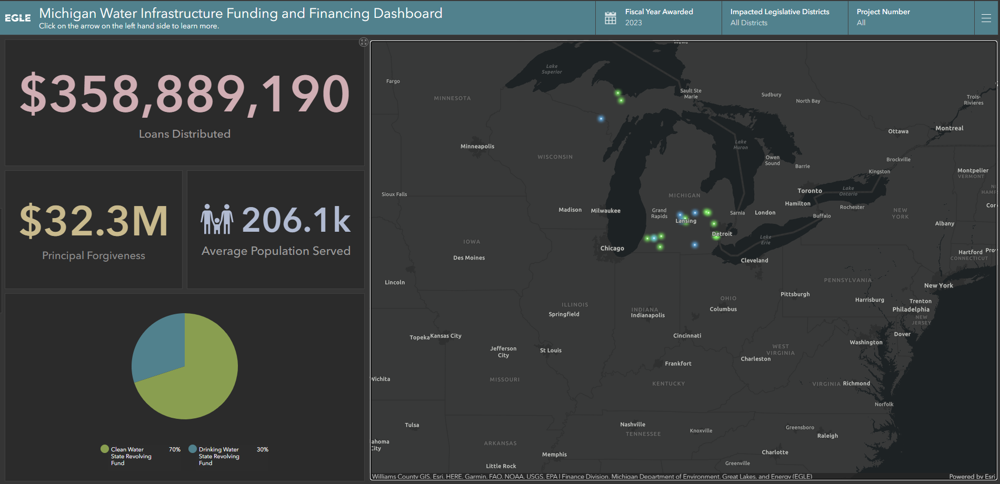 EGLE
Michigan Water Infrastructure Funding and Financing Dashboard
Click on the arrow on the left hand side to learn more.
Fiscal Year Awarded
2023
Impacted Legislative Districts
All Districts
Project Number
All
$358,889,190
Loans Distributed
$32.3M
Principal Forgiveness
206.1k
Average Population Served
Clean Water
State Revolving
Fund
70%
Drinking Water
State Revolving
Fund
30%
Wawa
Lake
Superior
Fargo
MINNESOTA
Sault Ste
Marie
Sudbury
North Bay
Trois-
Rivieres
Ottawa
Montreal
Minneapolis
WISCONSIN
Lake
Huron
Owen
Sound
Barrie
Brockville
Kingston
Montpelier
VERMONT
Toronto
Lake
Ontario
N
HAMP
Sioux Falls
MICHIGAN
Hamilton
Rochester
Cor
Madison
Milwaukee
Grand
Rapids
Sarnia
London
Buffalo
NEW
YORK
Lansing
Albany
Detroit
Lake
Erie
IOWA
Chicago
Des Moines
Cleveland
Hartford
Pro
CONNECTICUT
Lincoln
PENNSYLVANIA
New York
Pittsburgh
Harrisburg
Trenton
Philadelphia
NEW
JERSEY
ILLINOIS
Springfield
INDIANA
Indianapolis
OHIO
Columbus
Topeka
Kansas City
Cincinnati
Dover
Washington
Jefferson
City
St Louis
WEST
VIRGINIA
Charleston
Frankfort
Wichita
MISSOURI
KENTUCKY
VIRGINIA
Richmond
Norfolk
Tulsa
Nashville
TENNESSEE
Knoxville
Greensboro
Raleigh
ahoma
City
ARKANSAS
Memphis
Charlotte
Greenville
Little Rock
Williams County GIS, Esri, HERE, Garmin, FAO, NOAA, USGS, EPA | Finance Division, Michigan Department of Environment, Great Lakes, and Energy (EGLE)
Powered by Esri